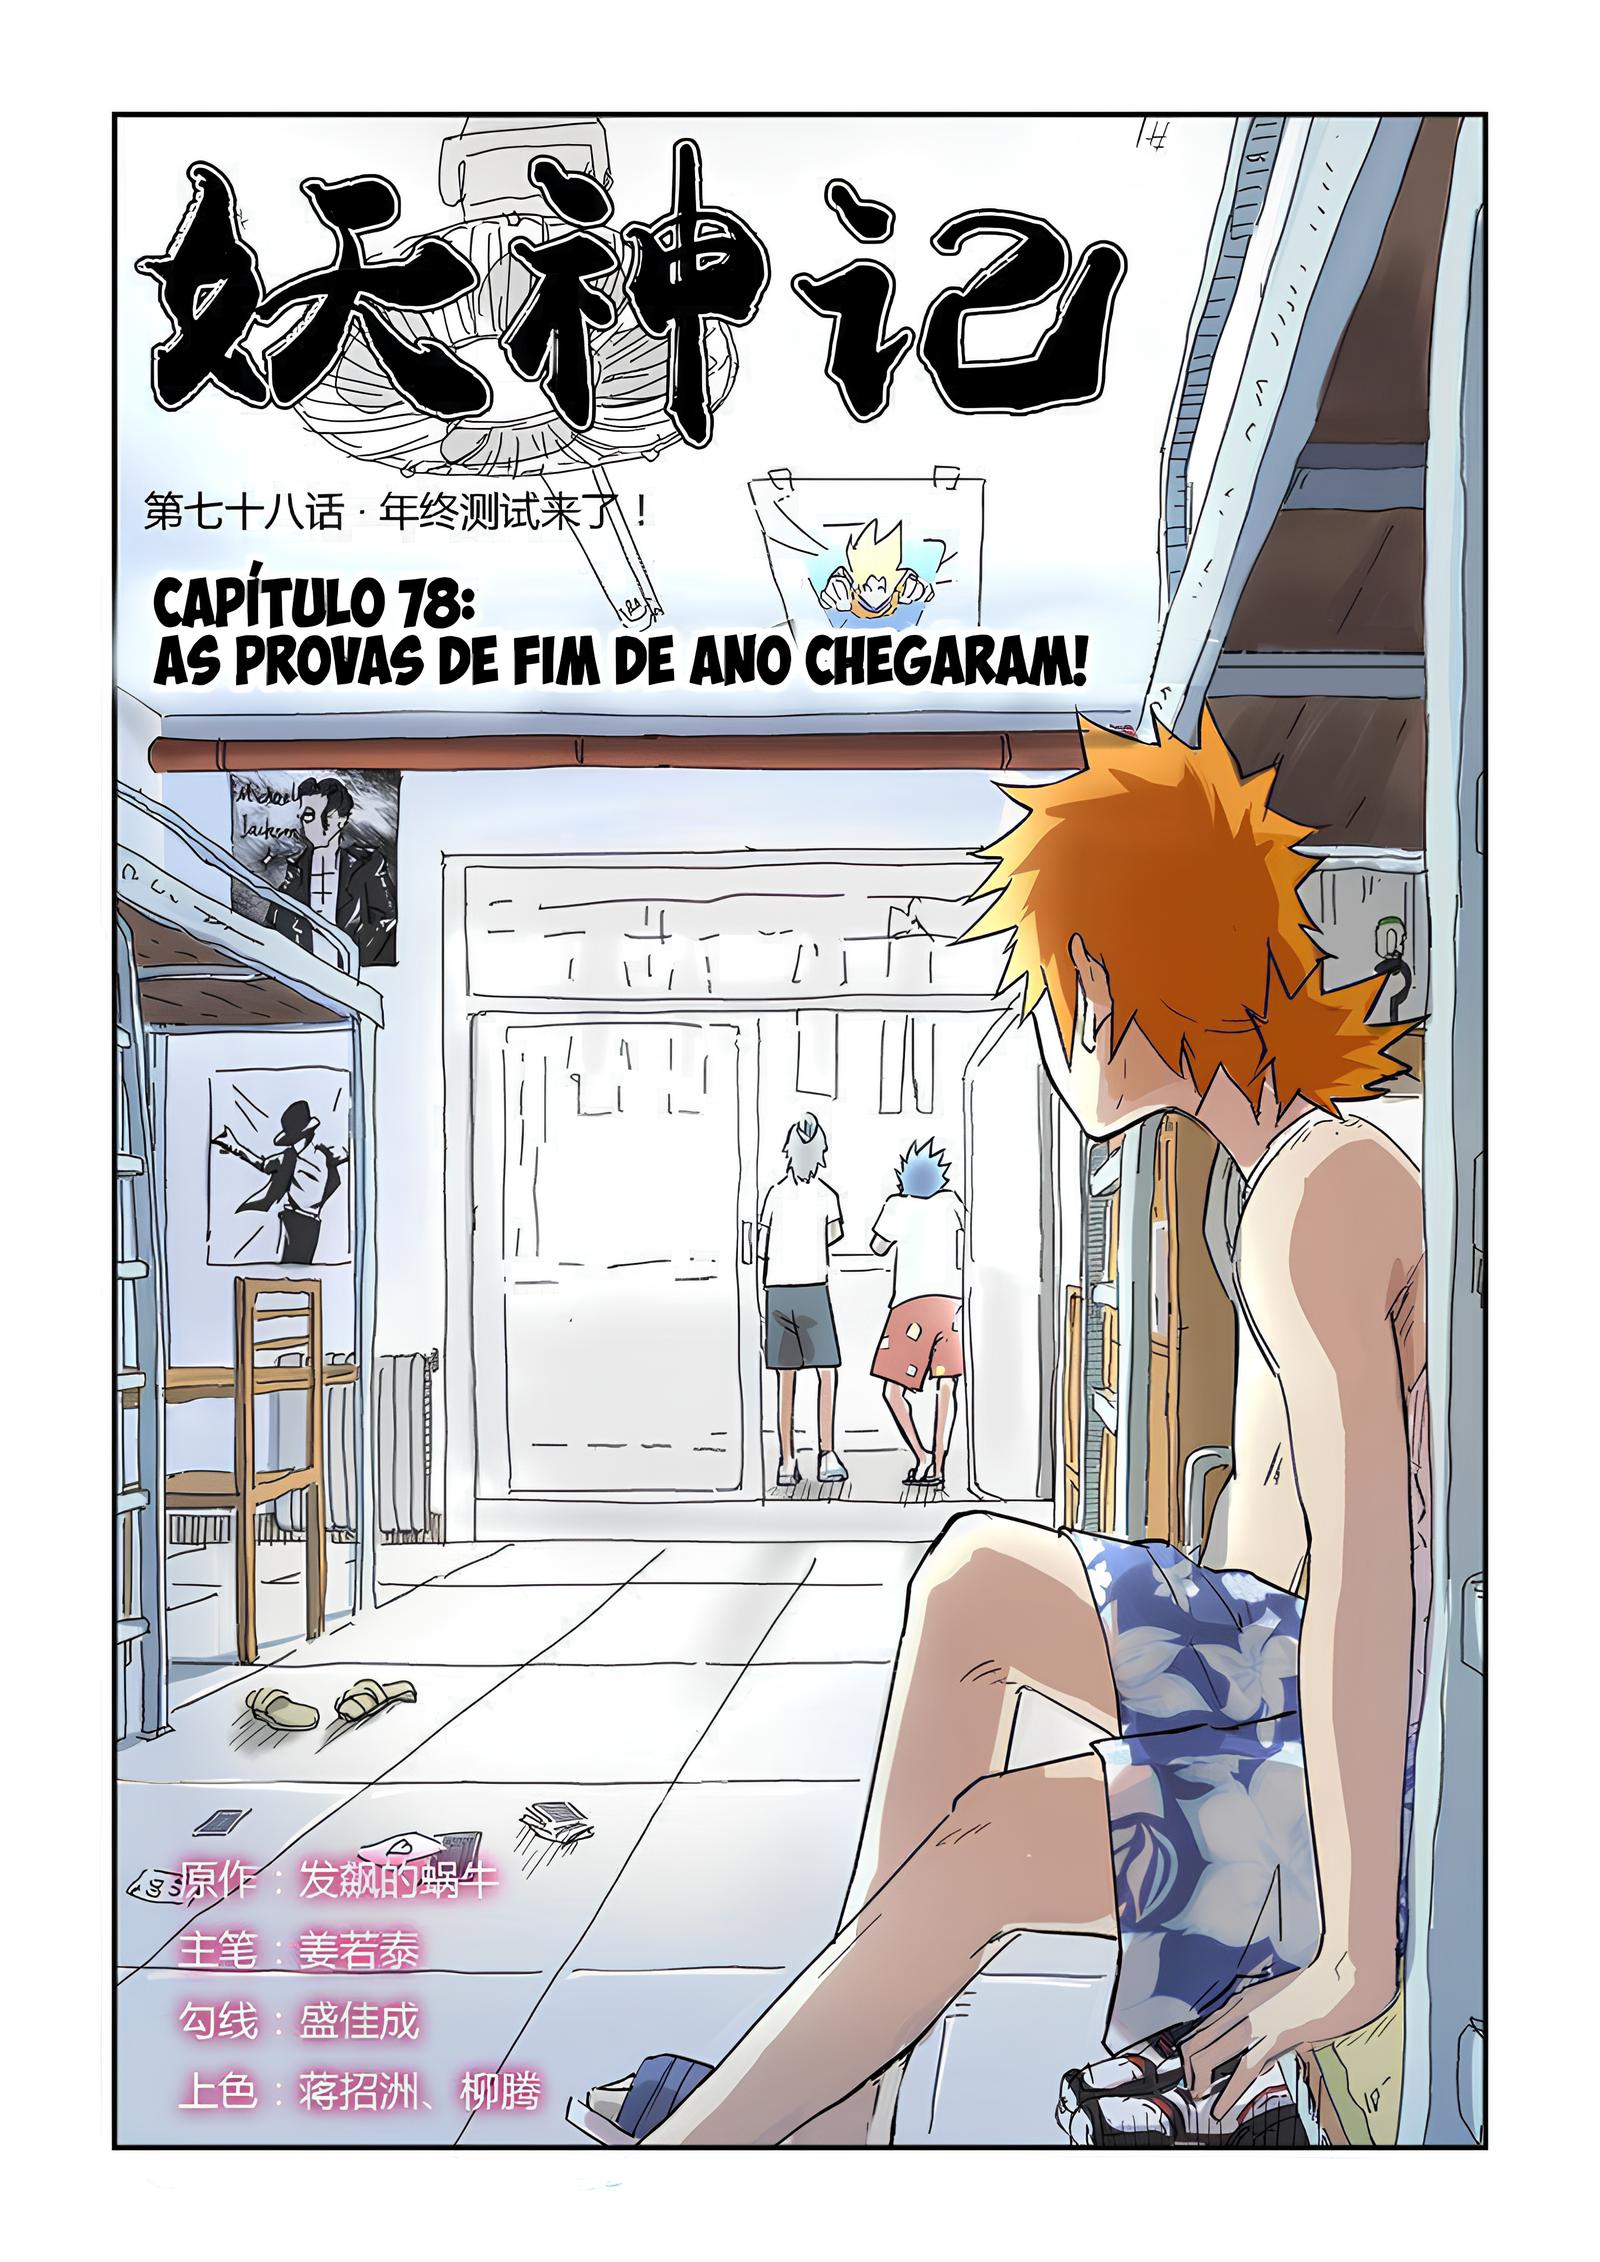 妖神记
第七十八话·年终测试来了!
CAPÍTULO 78:
AS PROVAS DE FIM DE ANO CHEGARAM!
Michael
Jackson
原作：发飙的蜗牛
主笔：姜若泰
勾线：盛佳成
上色：蒋招洲、柳腾